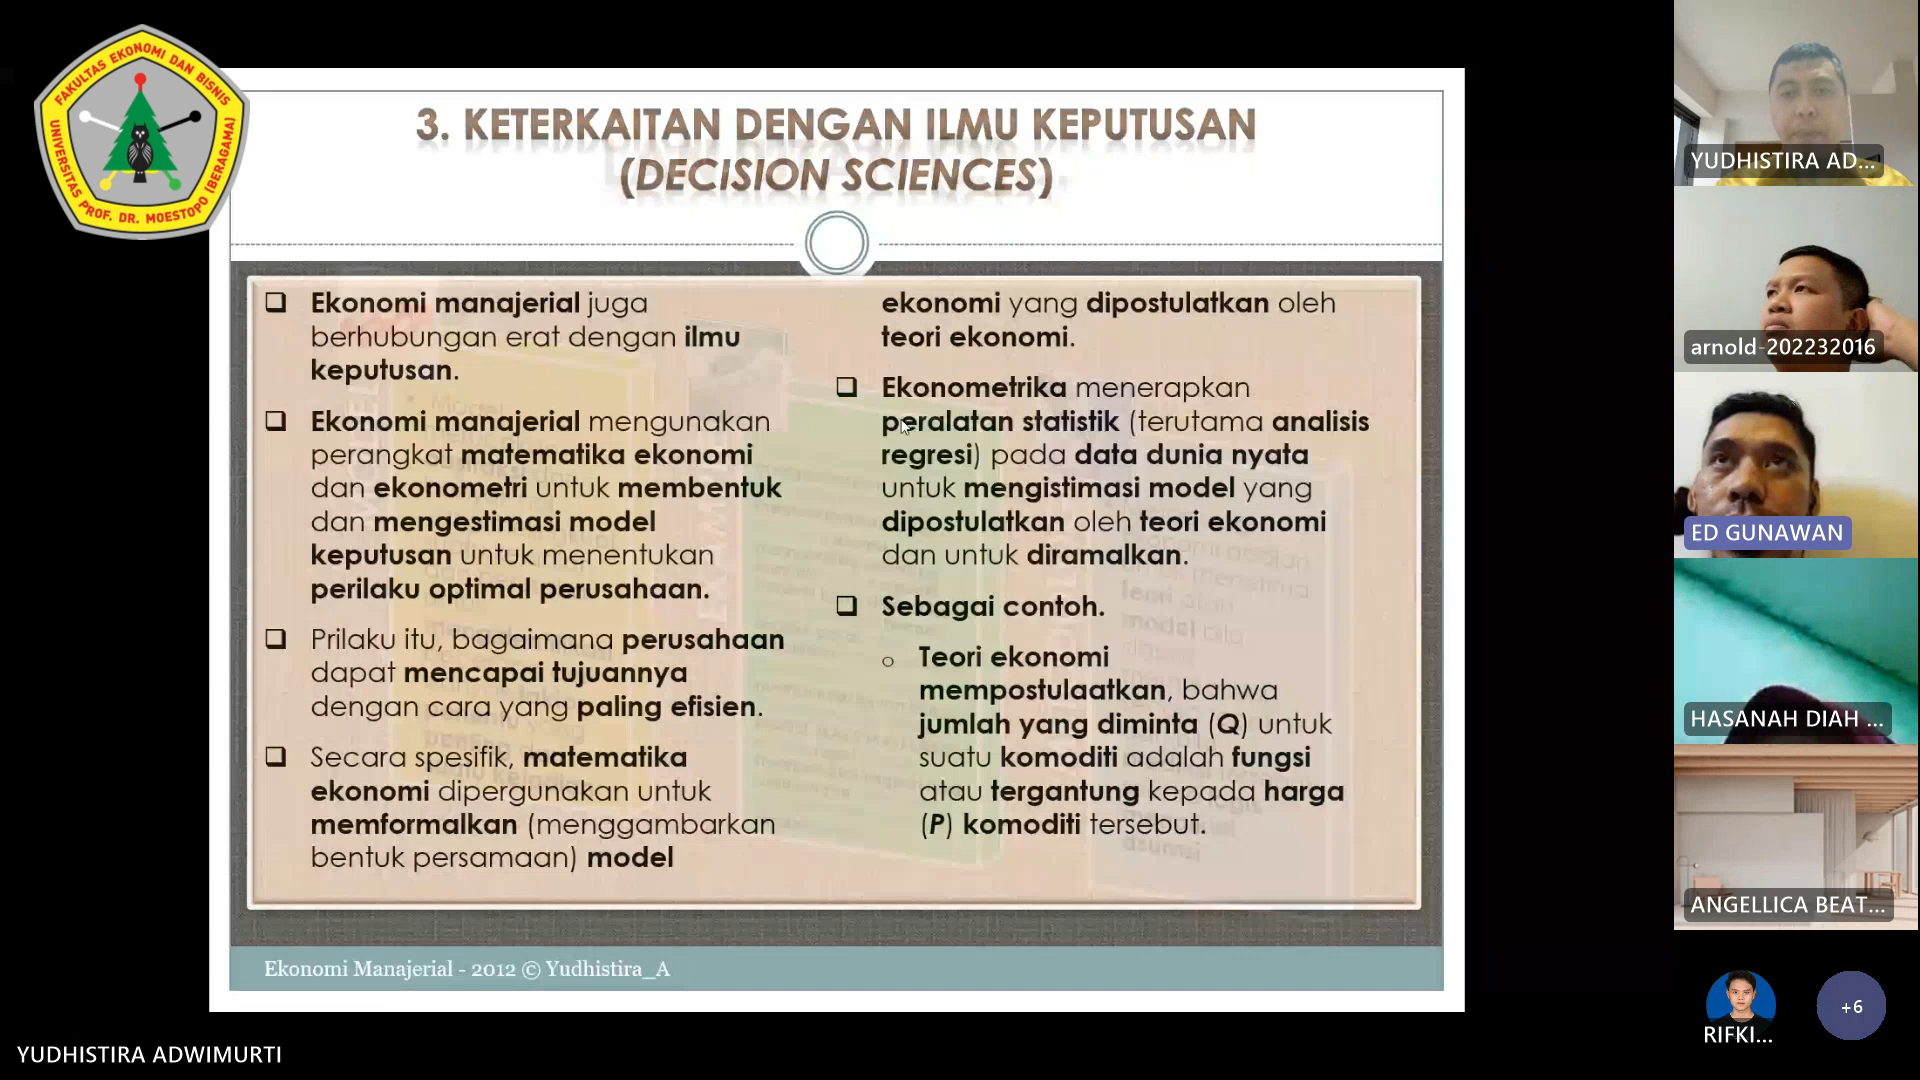 FAKULTAS EKONOMI DAN BISNIS
UNIVERSITAS PROF. DR. MOESTOPO (BERAGAMA)
3. KETERKAITAN DENGAN ILMU KEPUTUSAN
(DECISION SCIENCES)
❑ Ekonomi manajerial juga
berhubungan erat dengan ilmu
keputusan.
❑ Ekonomi manajerial mengunakan
perangkat matematika ekonomi
dan ekonometri untuk membentuk
dan mengestimasi model
keputusan untuk menentukan
perilaku optimal perusahaan.
❑ Prilaku itu, bagaimana perusahaan
dapat mencapai tujuannya
dengan cara yang paling efisien.
❑ Secara spesifik, matematika
ekonomi dipergunakan untuk
memformalkan (menggambarkan
bentuk persamaan) model
ekonomi yang dipostulatkan oleh
teori ekonomi.
❑ Ekonometrika menerapkan
peralatan statistik (terutama analisis
regresi) pada data dunia nyata
untuk mengistimasi model yang
dipostulatkan oleh teori ekonomi
dan untuk diramalkan.
❑ Sebagai contoh.
o Teori ekonomi
mempostulaatkan, bahwa
jumlah yang diminta (Q) untuk
suatu komoditi adalah fungsi
atau tergantung kepada harga
(P) komoditi tersebut.
Ekonomi Manajerial - 2012 © Yudhistira_A
YUDHISTIRA ADWIMURTI
YUDHISTIRA AD...
arnold-202232016
ED GUNAWAN
HASANAH DIAH ...
ANGELLICA BEAT...
RIFKI...
+6